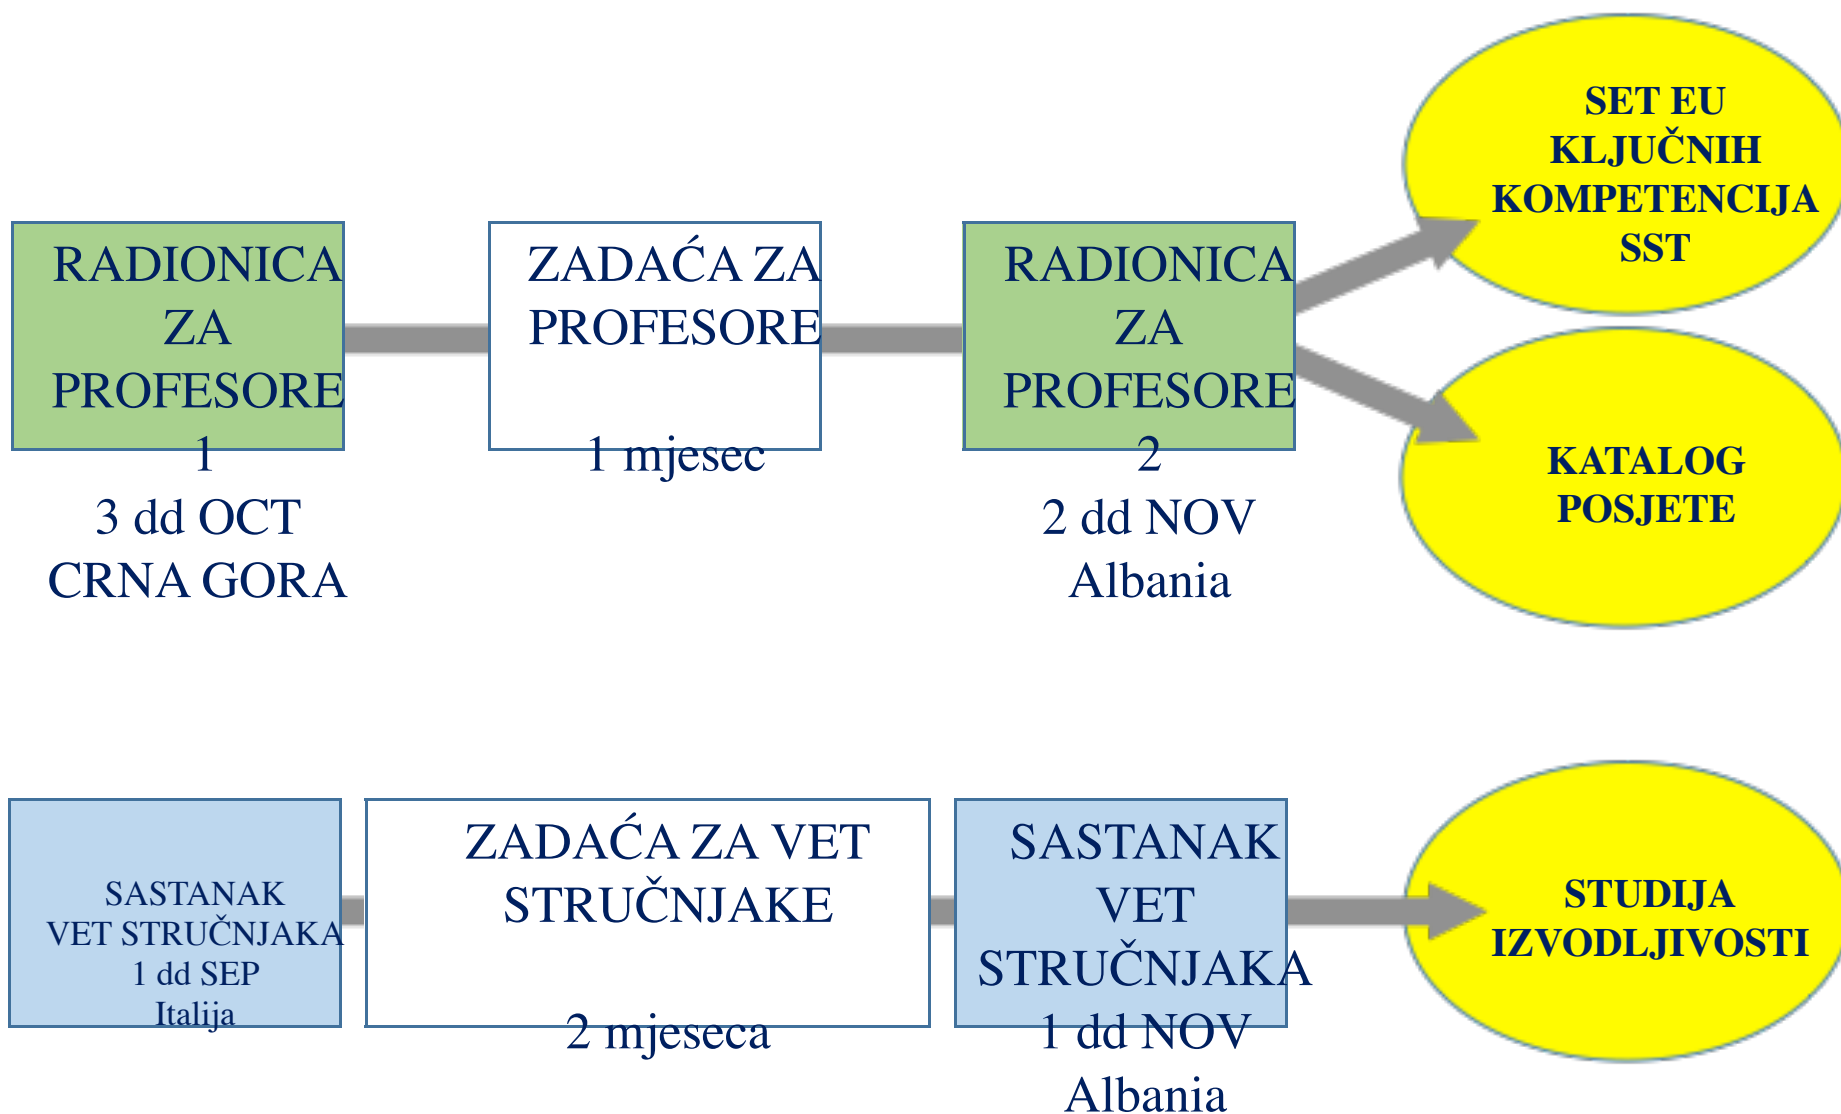 RADIONICA
ZA
PROFESORE
1
3 dd OCT
CRNA GORA
ZADAĆA ZA
PROFESORE
1 mjesec
RADIONICA
ZA
PROFESORE
2
2 dd NOV
Albania
SET EU
KLJUČNIH
KOMPETENCIJA
SST
KATALOG
POSJETE
SASTANAK
VET STRUČNJAKA
1 dd SEP
Italija
ZADAĆA ZA VET
STRUČNJAKE
2 mjeseca
SASTANAK
VET
STRUČNJAKA
1 dd NOV
Albania
STUDIJA
IZVODLJIVOSTI